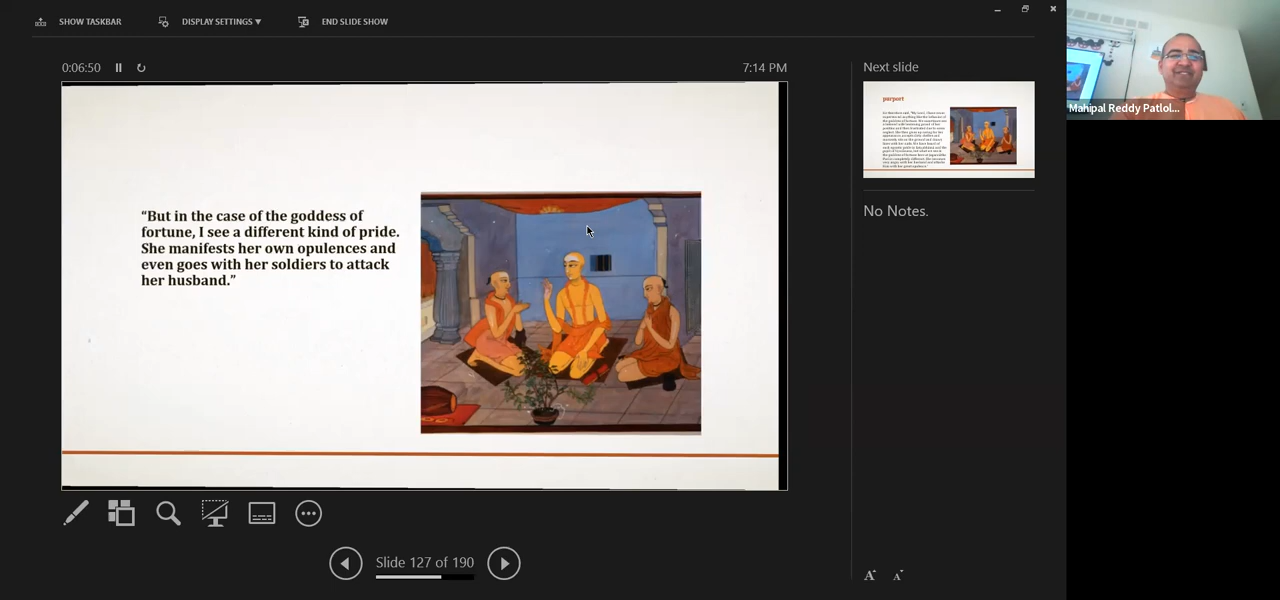 SHOW TASKBAR
DISPLAY SETTINGS ▼
END SLIDE SHOW
0:06:50
7:14 PM
Next slide
“But in the case of the goddess of
fortune, I see a different kind of pride.
She manifests her own opulences and
even goes with her soldiers to attack
her husband.”
purport
No Notes.
Mahipal Reddy Patlol...
Slide 127 of 190
A
A